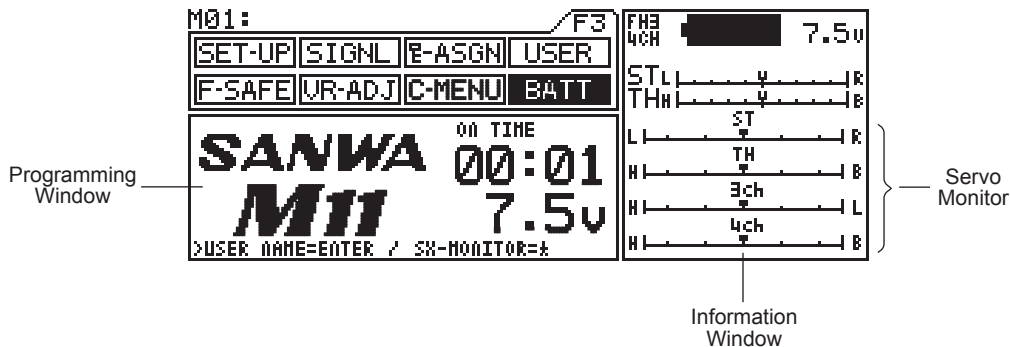 M01:
F3
SET-UP SIGNL E-ASGN USER
F-SAFE VR-ADJ C-MENU BATT
SANWA
M11
ON TIME
00:01
7.5v
>USER NAME=ENTER / SX-MONITOR=±
FH3
4CH
7.5v
ST L R
TH H B
ST
L R
TH
H B
3ch
H L
4ch
H B
Programming
Window
Servo
Monitor
Information
Window